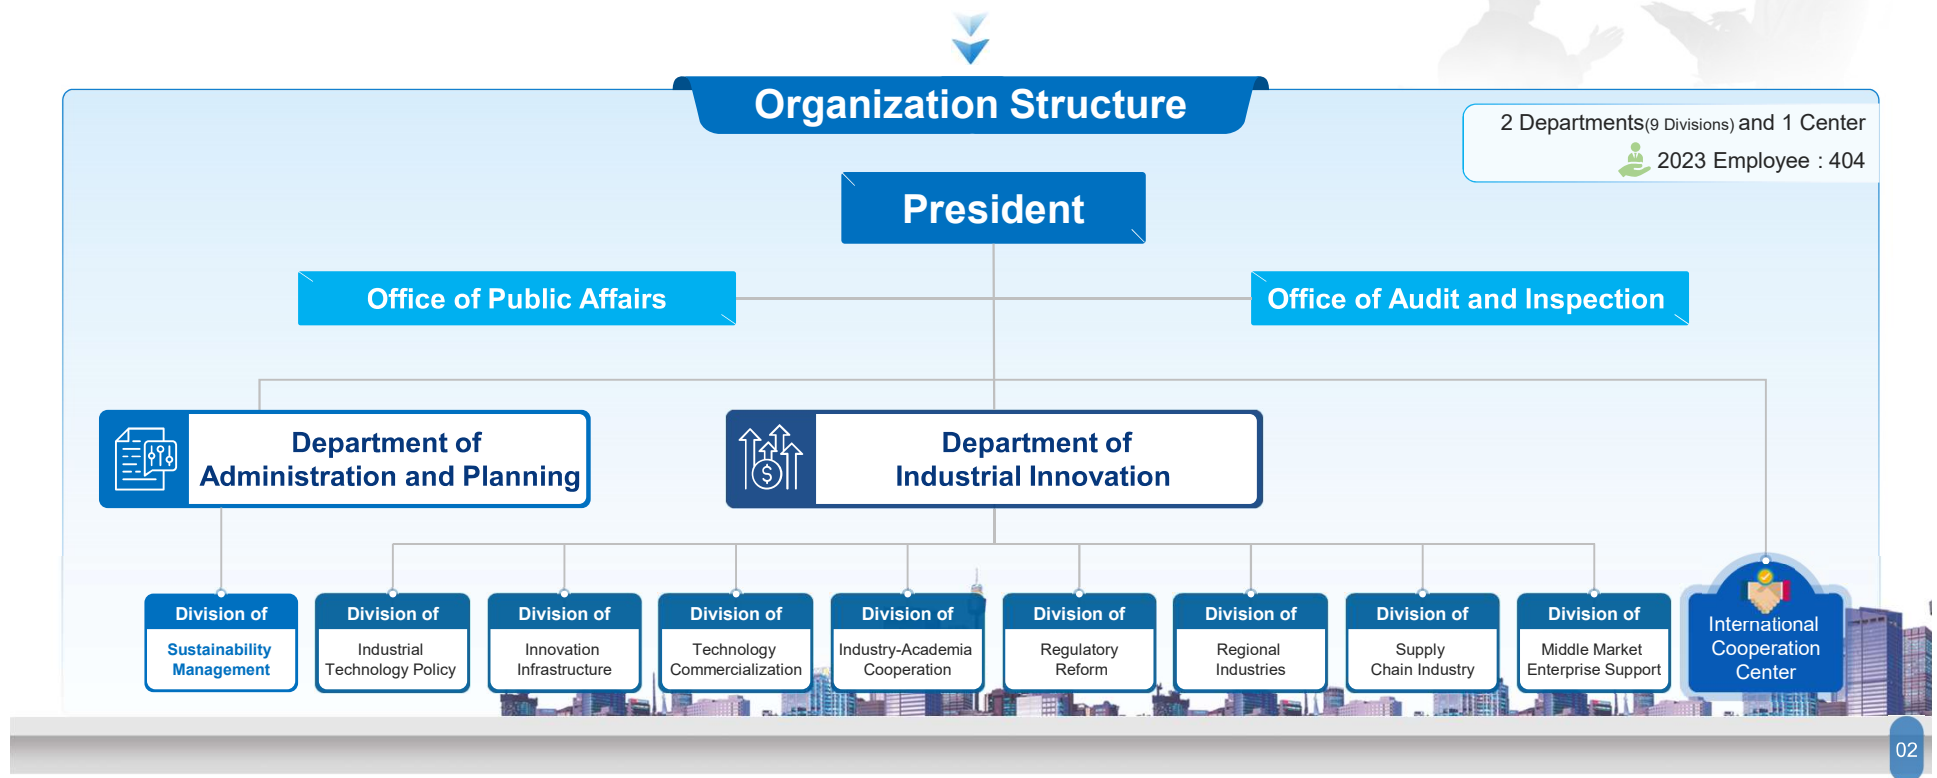 Organization Structure
2 Departments(9 Divisions) and 1 Center
2023 Employee : 404
President
Office of Public Affairs
Office of Audit and Inspection
Department of
Administration and Planning
Department of
Industrial Innovation
Division of
Sustainability
Management
Division of
Industrial
Technology Policy
Division of
Innovation
Infrastructure
Division of
Technology
Commercialization
Division of
Industry-Academia
Cooperation
Division of
Regulatory
Reform
Division of
Regional
Industries
Division of
Supply
Chain Industry
Division of
Middle Market
Enterprise Support
International
Cooperation
Center
02